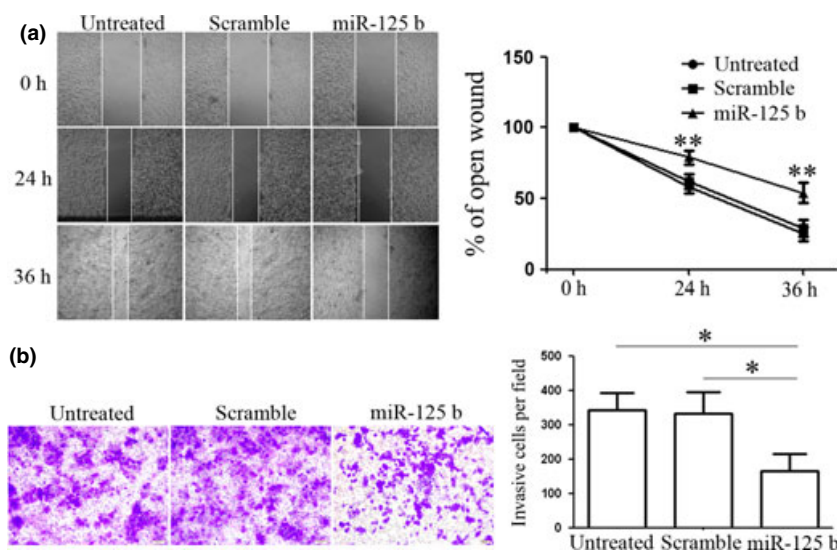 (a)
Untreated Scramble miR-125 b
0 h
24 h
36 h
% of open wound
150
100
50
0
0 h 24 h 36 h
Untreated
Scramble
miR-125 b
**
**
(b)
Untreated Scramble miR-125 b
Invasive cells per field
500
400
300
200
100
0
Untreated Scramble miR-125 b
*
*